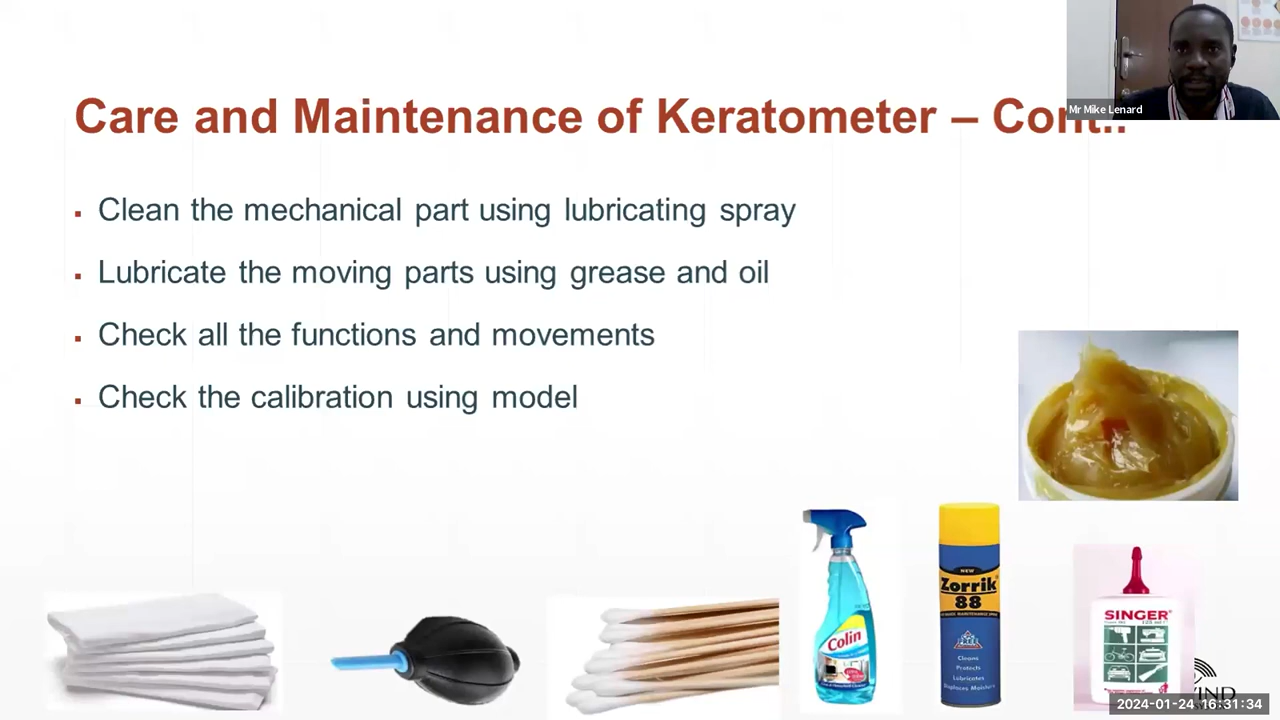 Care and Maintenance of Keratometer – Cont..
Mr Mike Lenard
▪ Clean the mechanical part using lubricating spray
▪ Lubricate the moving parts using grease and oil
▪ Check all the functions and movements
▪ Check the calibration using model
Colin
NEW
Zorrik
88
Cleans
Protects
Lubricates
Displaces Moisture
SINGER
2024-01-24 16:31:34